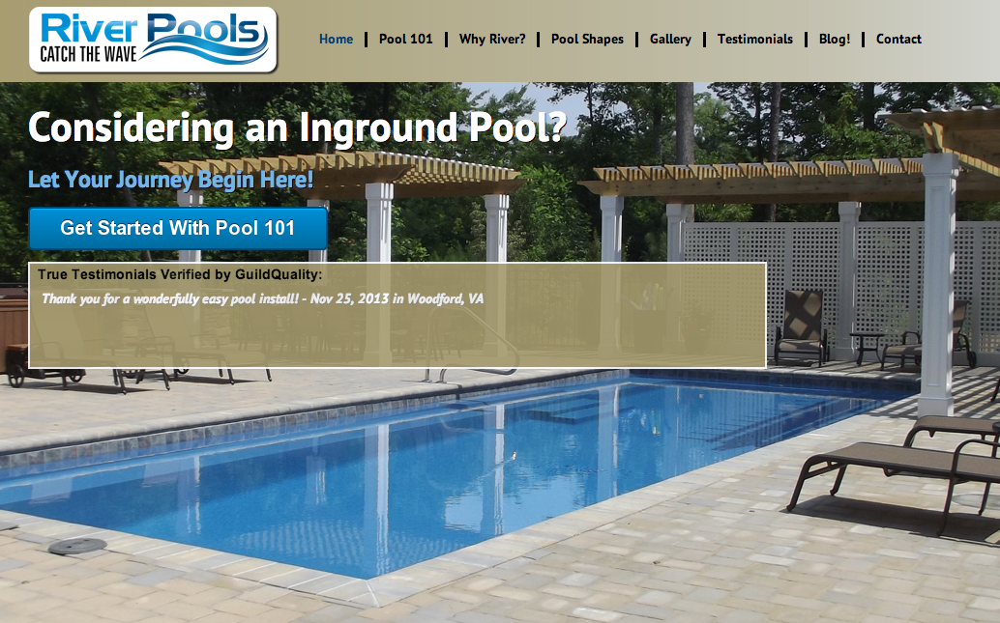 River Pools
CATCH THE WAVE
Home
Pool 101
Why River?
Pool Shapes
Gallery
Testimonials
Blog!
Contact
Considering an Inground Pool?
Let Your Journey Begin Here!
Get Started With Pool 101
True Testimonials Verified by GuildQuality:
Thank you for a wonderfully easy pool install! - Nov 25, 2013 in Woodford, VA